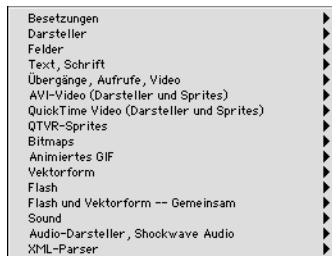 Besetzungen
Darsteller
Felder
Text, Schrift
Übergänge, Aufrufe, Video
AVI-Video (Darsteller und Sprites)
QuickTime Video (Darsteller und Sprites)
QTVR-Sprites
Bitmaps
Animiertes GIF
Vektorform
Flash
Flash und Vektorform -- Gemeinsam
Sound
Audio-Darsteller, Shockwave Audio
XML-Parser